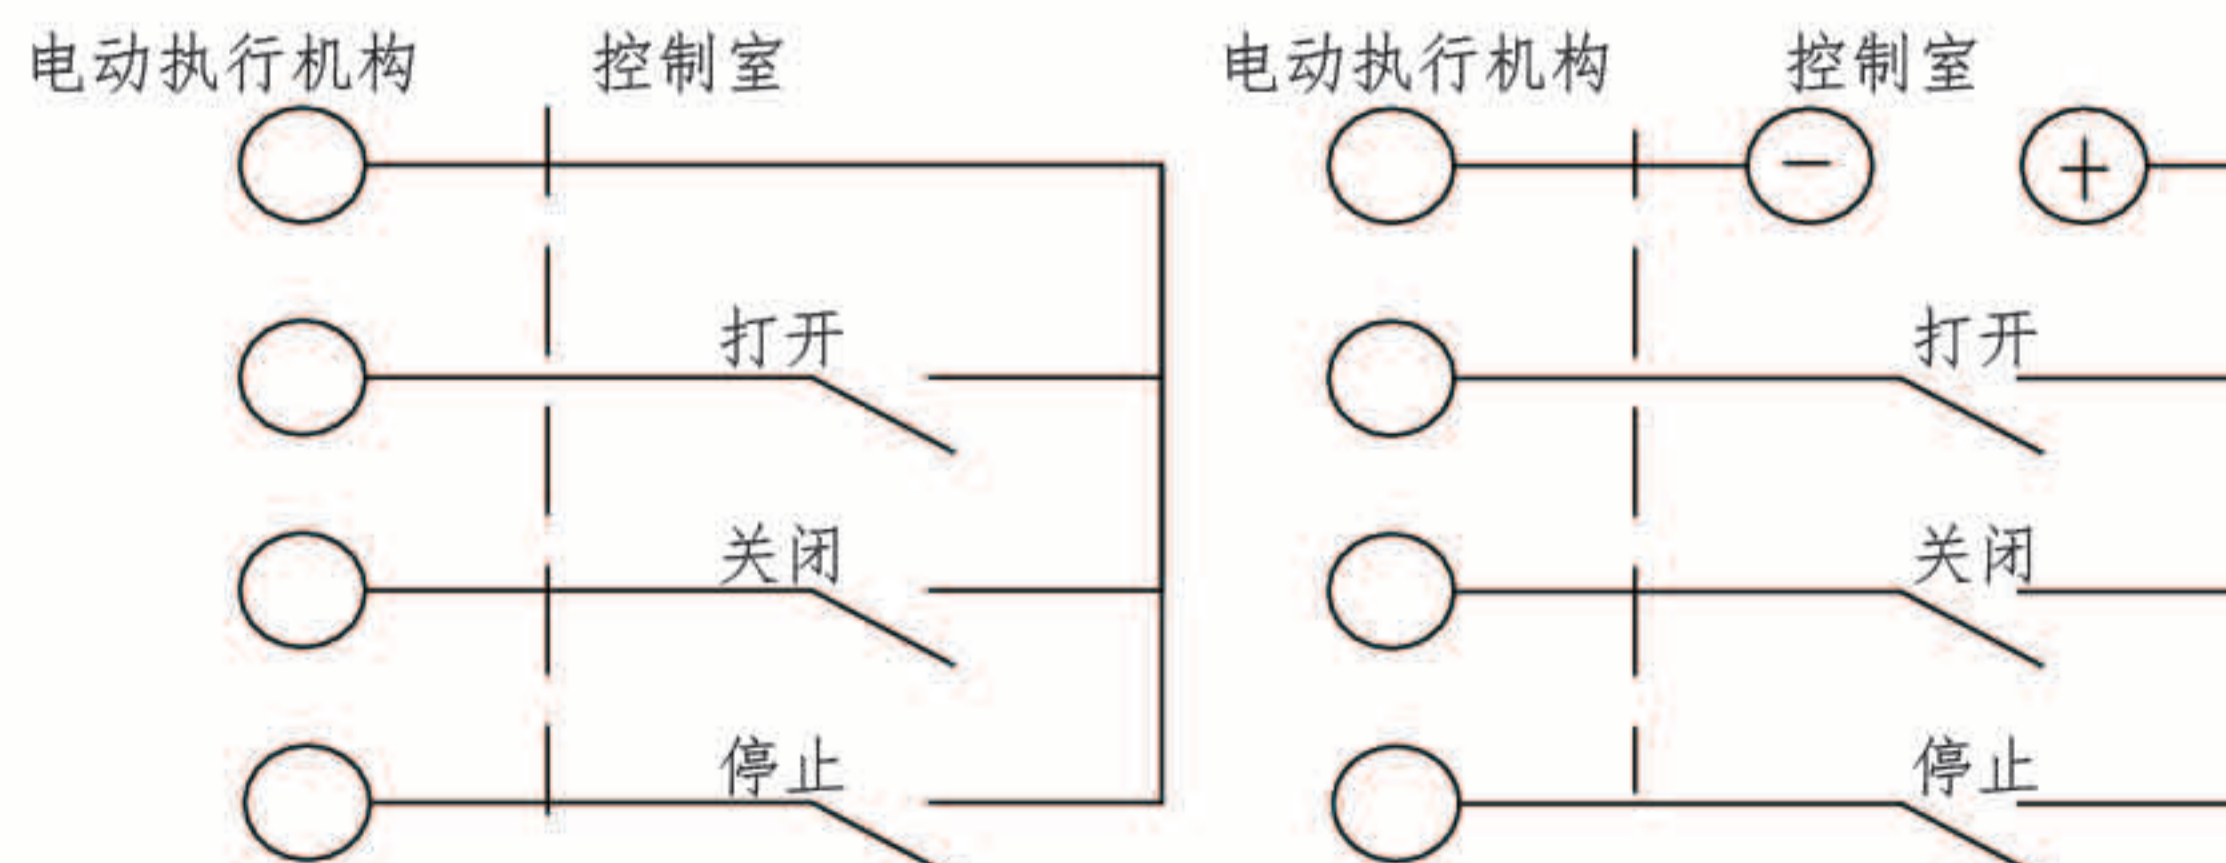 电动执行机构 控制室 电动执行机构 控制室
− +
打开 打开
关闭 关闭
停止 停止